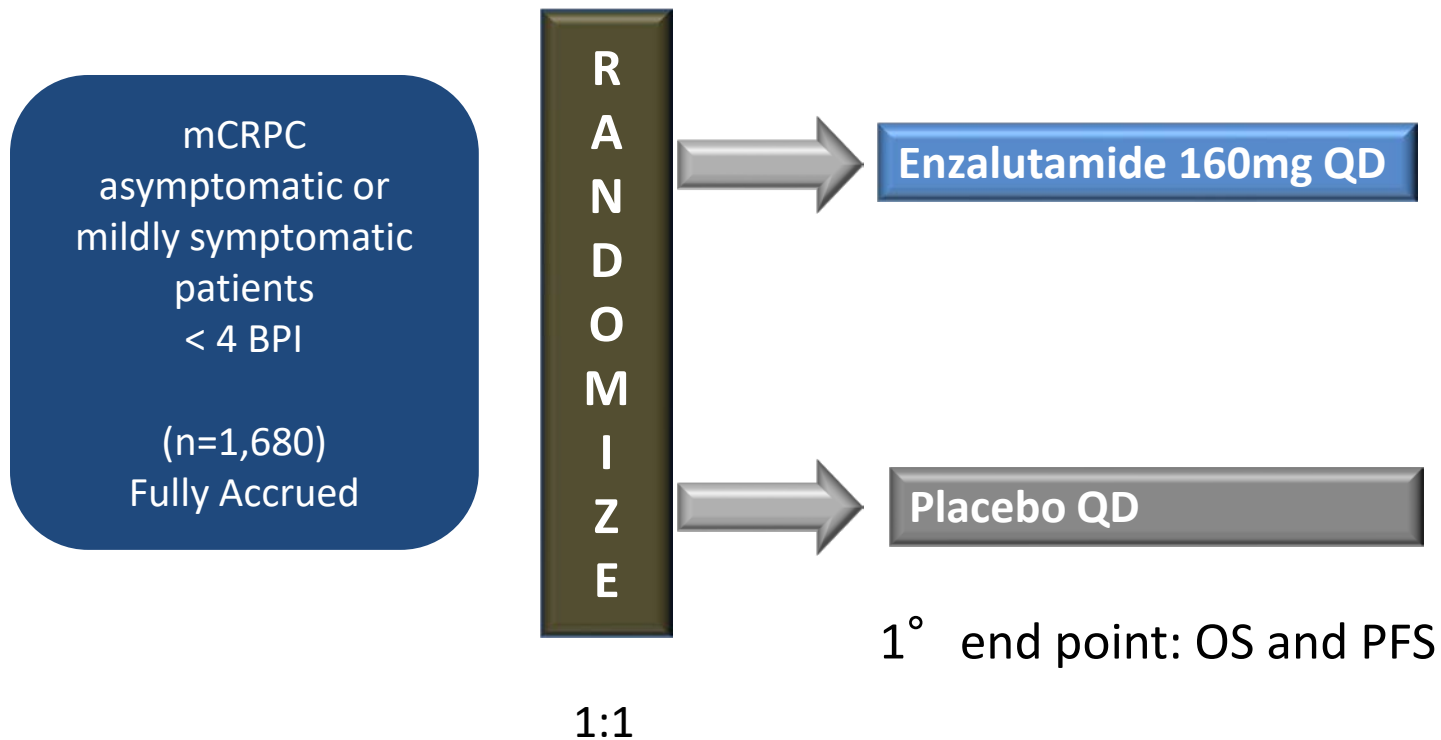 mCRPC
asymptomatic or
mildly symptomatic
patients
< 4 BPI
(n=1,680)
Fully Accrued
R
A
N
D
O
M
I
Z
E
1:1
Enzalutamide 160mg QD
Placebo QD
1° end point: OS and PFS